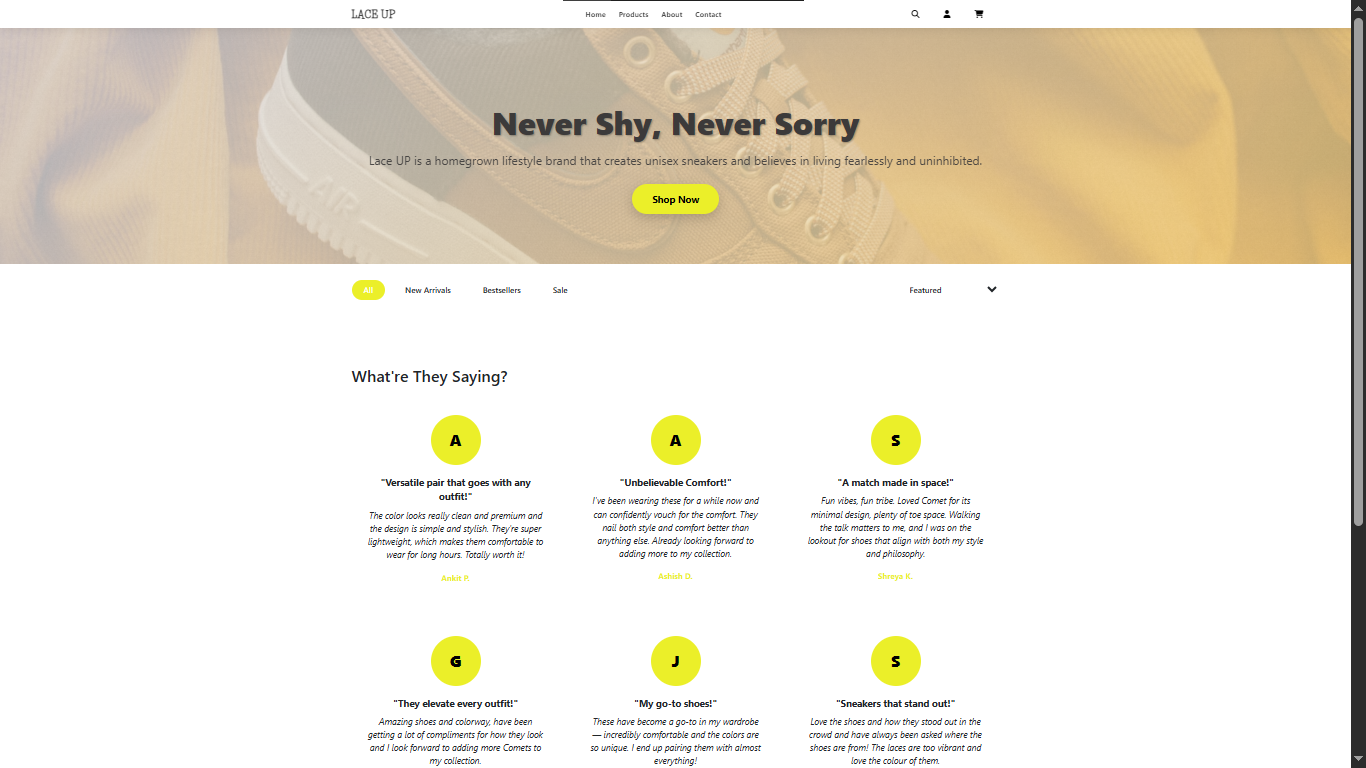 LACE UP
Home Products About Contact
Never Shy, Never Sorry
Lace UP is a homegrown lifestyle brand that creates unisex sneakers and believes in living fearlessly and uninhibited.
Shop Now
AIR
All New Arrivals Bestsellers Sale Featured
What're They Saying?
A
"Versatile pair that goes with any
outfit!"
The color looks really clean and premium and
the design is simple and stylish. They're super
lightweight, which makes them comfortable to
wear for long hours. Totally worth it!
Ankit P.
A
"Unbelievable Comfort!"
I've been wearing these for a while now and
can confidently vouch for the comfort. They
nail both style and comfort better than
anything else. Already looking forward to
adding more to my collection.
Ashish D.
S
"A match made in space!"
Fun vibes, fun tribe. Loved Comet for its
minimal design, plenty of toe space. Walking
the talk matters to me, and I was on the
lookout for shoes that align with both my style
and philosophy.
Shreya B.
G
"They elevate every outfit!"
Amazing shoes and colorway, have been
getting a lot of compliments for how they look
and I look forward to adding more Comets to
my collection.
J
"My go-to shoes!"
These have become a go-to in my wardrobe
— incredibly comfortable and the colors are
so unique. I end up pairing them with almost
everything!
S
"Sneakers that stand out!"
Love the shoes and how they stood out in the
crowd and have always been asked where the
shoes are from! The laces are too vibrant and
love the colour of them.